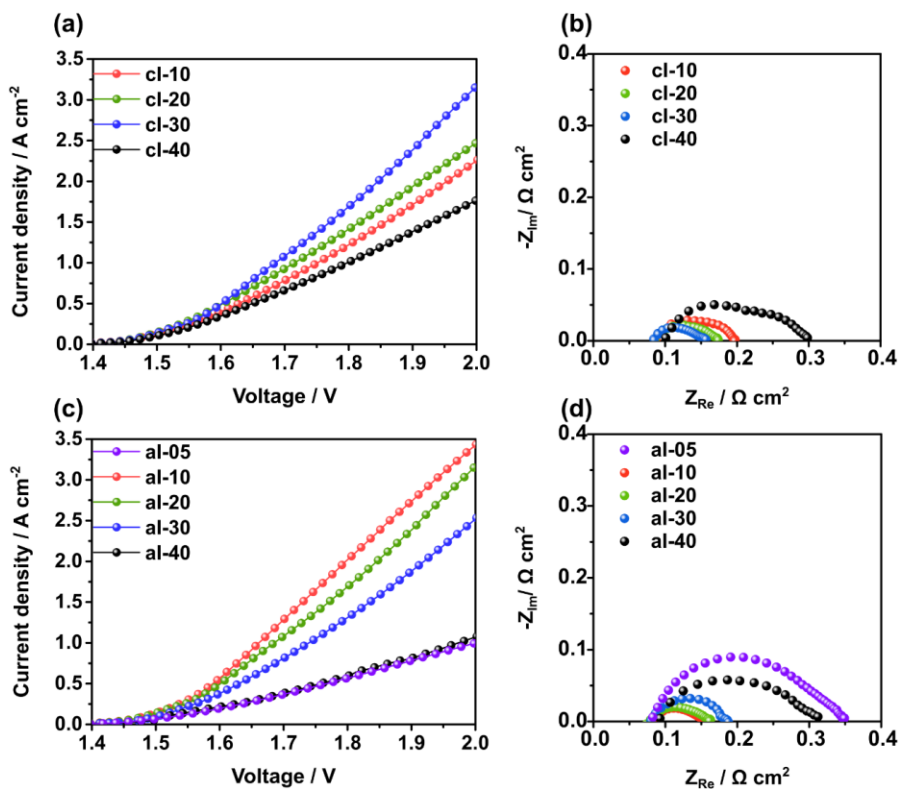 (a)
cl-10
cl-20
cl-30
cl-40
Current density / A cm⁻²
3.5
3.0
2.5
2.0
1.5
1.0
0.5
0.0
1.4 1.5 1.6 1.7 1.8 1.9 2.0
Voltage / V
(b)
cl-10
cl-20
cl-30
cl-40
-Z_Im/ Ω cm²
0.4
0.3
0.2
0.1
0.0
0.0 0.1 0.2 0.3 0.4
Z_Re / Ω cm²
(c)
al-05
al-10
al-20
al-30
al-40
Current density / A cm⁻²
3.5
3.0
2.5
2.0
1.5
1.0
0.5
0.0
1.4 1.5 1.6 1.7 1.8 1.9 2.0
Voltage / V
(d)
al-05
al-10
al-20
al-30
al-40
-Z_Im/ Ω cm²
0.4
0.3
0.2
0.1
0.0
0.0 0.1 0.2 0.3 0.4
Z_Re / Ω cm²